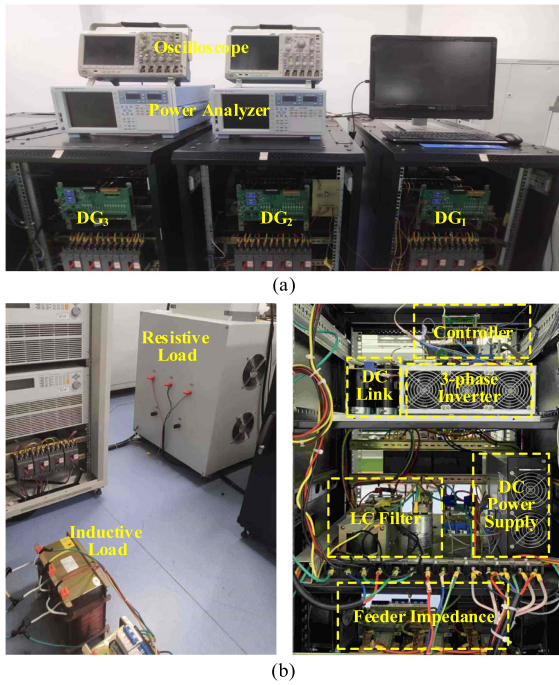 Oscilloscope
Power Analyzer
DG₃
DG₂
DG₁
(a)
Resistive
Load
Inductive
Load
Controller
DC
Link
3-phase
Inverter
LC Filter
DC
Power
Supply
Feeder Impedance
(b)